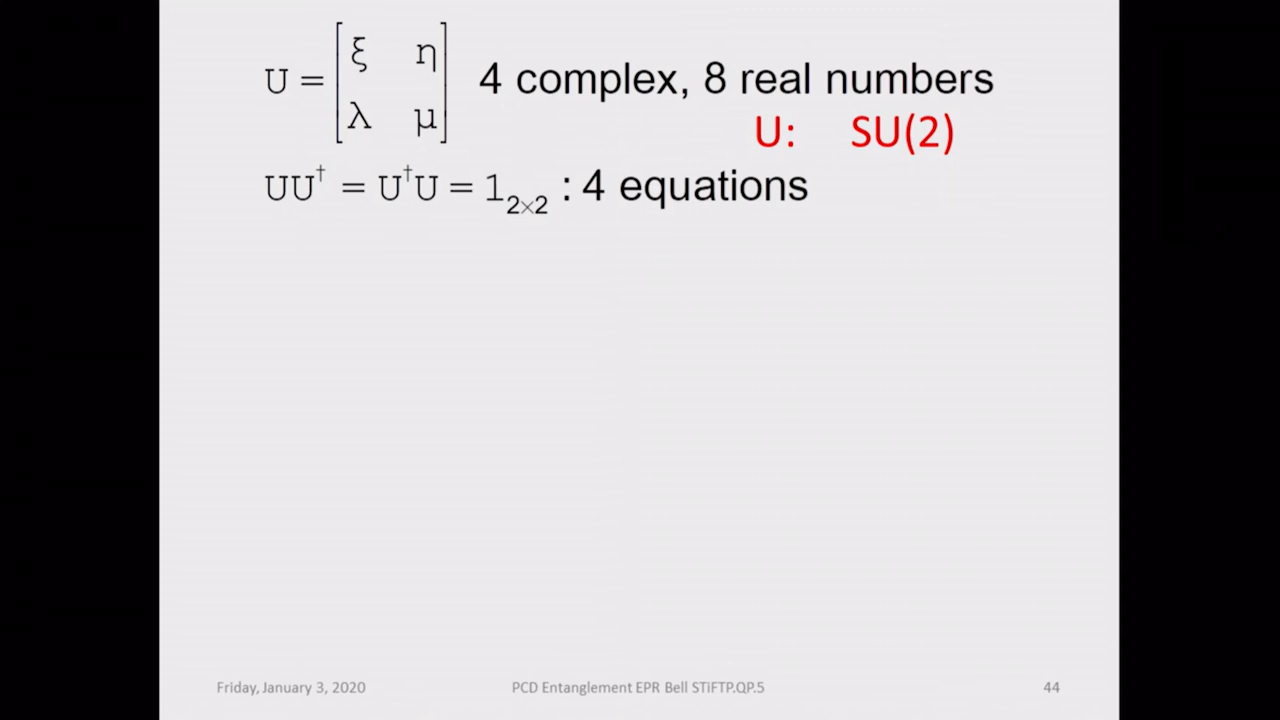 U = [ ξ η
λ μ ] 4 complex, 8 real numbers
U: SU(2)
UU† = U†U = 1₂ₓ₂ : 4 equations
Friday, January 3, 2020 PCD Entanglement EPR Bell STiFTP.QP.5 44